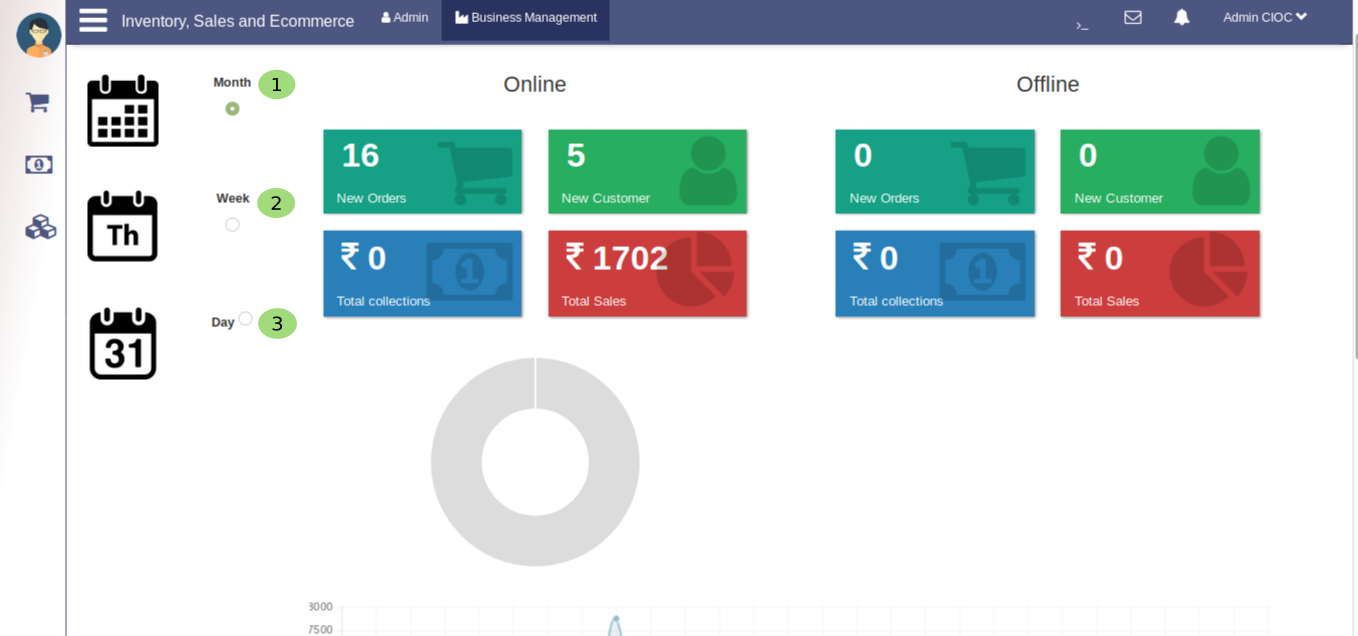 Inventory, Sales and Ecommerce Admin Business Management >_ Admin CIOC
Month 1
Online
Offline
16
New Orders
5
New Customer
0
New Orders
0
New Customer
Week 2
Th
₹ 0
Total collections
₹ 1702
Total Sales
₹ 0
Total collections
₹ 0
Total Sales
Day 3
31
7500